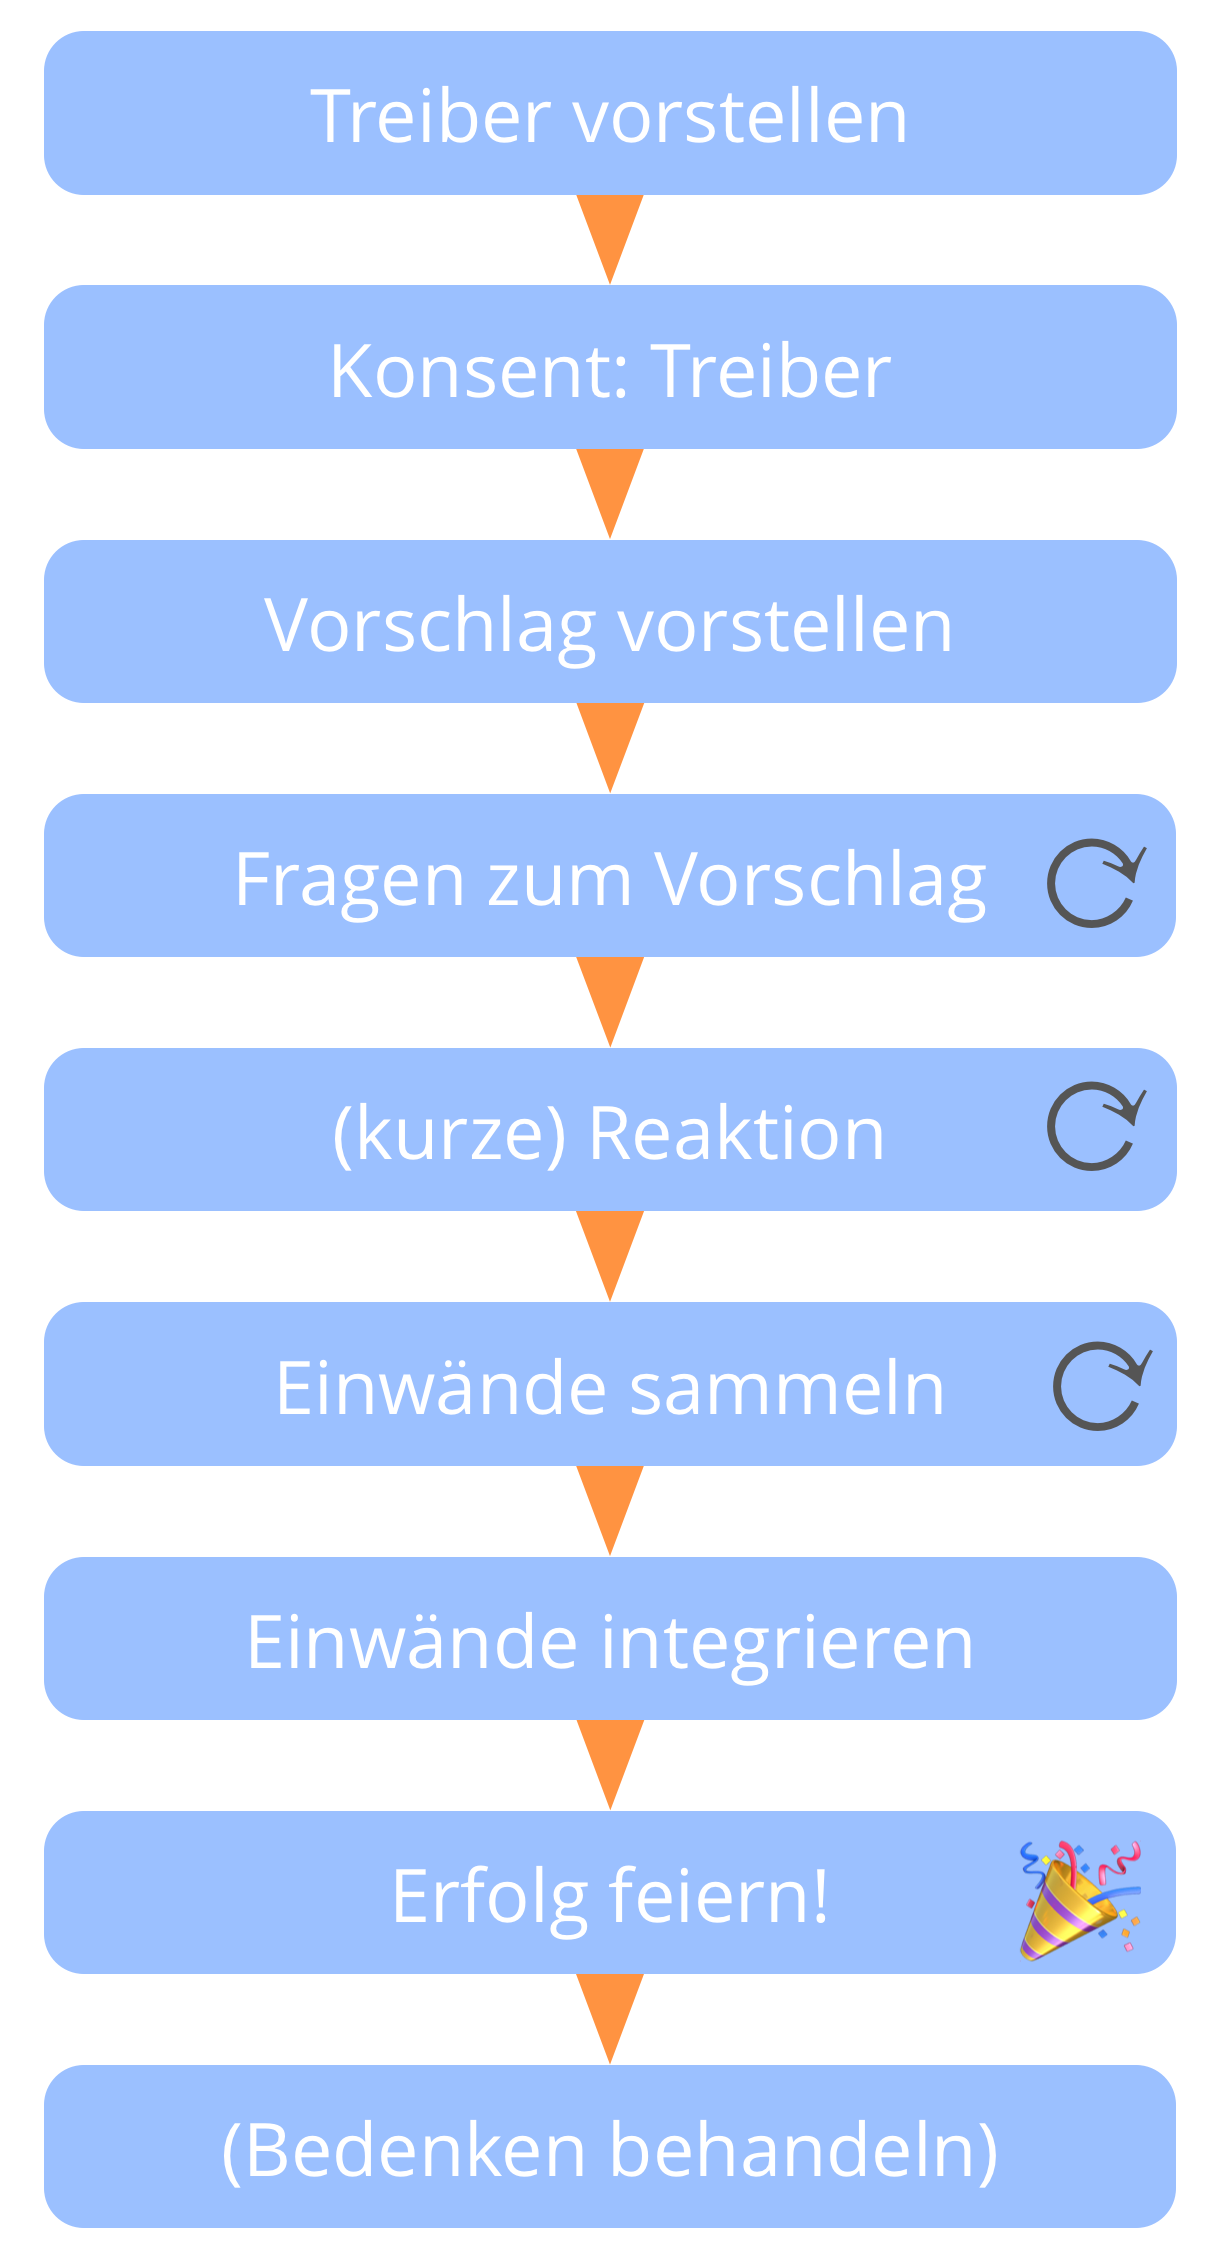 Treiber vorstellen
Konsent: Treiber
Vorschlag vorstellen
Fragen zum Vorschlag
(kurze) Reaktion
Einwände sammeln
Einwände integrieren
Erfolg feiern!
(Bedenken behandeln)